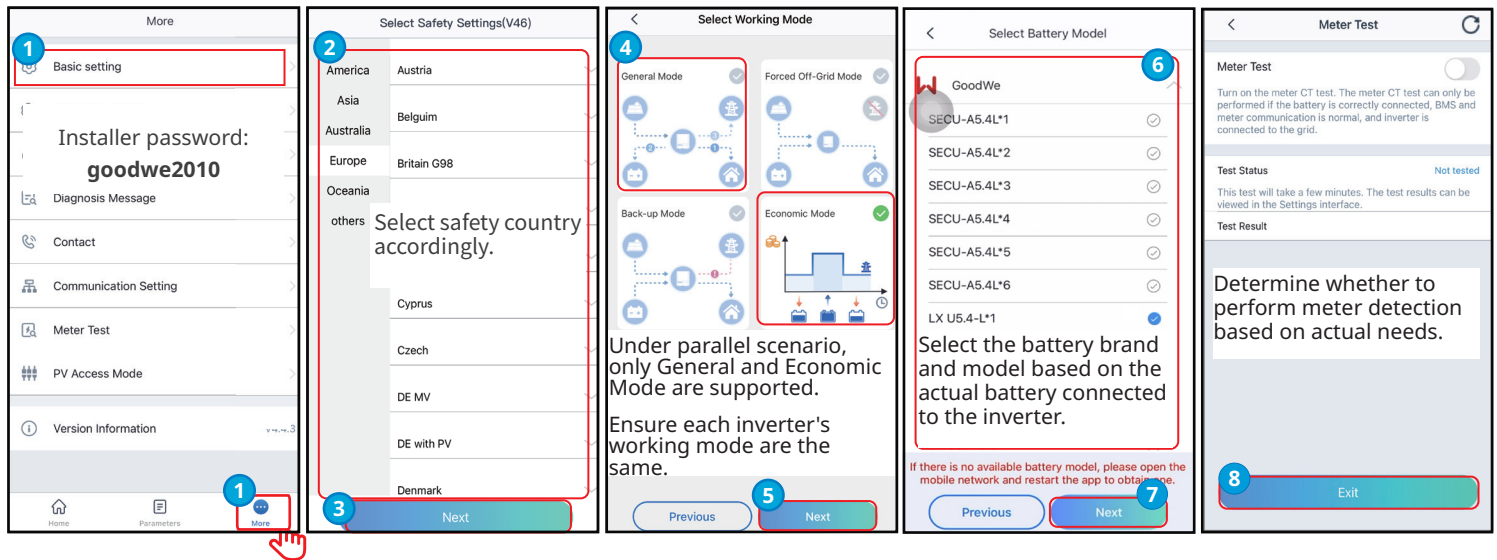 More
1
Basic setting
Installer password:
goodwe2010
Diagnosis Message
Contact
Communication Setting
Meter Test
PV Access Mode
Version Information
1
Home
Parameters
More
Select Safety Settings(V46)
2
America
Asia
Australia
Europe
Oceania
others
Austria
Belguim
Britain G98
Select safety country
accordingly.
Cyprus
Czech
DE MV
DE with PV
Denmark
3
Next
Select Working Mode
4
General Mode
Forced Off-Grid Mode
Back-up Mode
Economic Mode
Under parallel scenario,
only General and Economic
Mode are supported.
Ensure each inverter's
working mode are the
same.
5
Previous
Next
Select Battery Model
6
GoodWe
SECU-A5.4L*1
SECU-A5.4L*2
SECU-A5.4L*3
SECU-A5.4L*4
SECU-A5.4L*5
SECU-A5.4L*6
LX U5.4-L*1
Select the battery brand
and model based on the
actual battery connected
to the inverter.
If there is no available battery model, please open the
mobile network and restart the app to obtain one.
7
Previous
Next
Meter Test
Meter Test
Turn on the meter CT test. The meter CT test can only be
performed if the battery is correctly connected, BMS and
meter communication is normal, and inverter is
connected to the grid.
Test Status
Not tested
This test will take a few minutes. The test results can be
viewed in the Settings interface.
Test Result
Determine whether to
perform meter detection
based on actual needs.
8
Exit